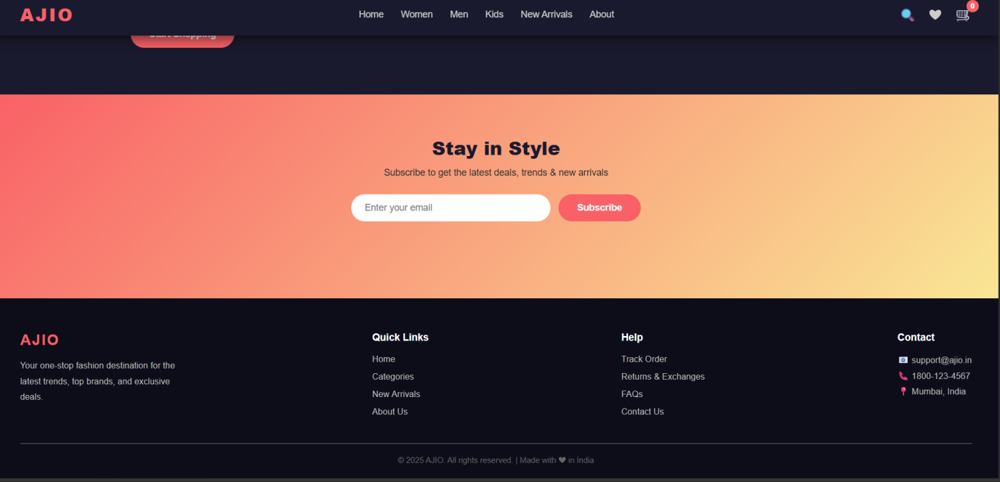 AJIO
Home Women Men Kids New Arrivals About
0
Start Shopping
Stay in Style
Subscribe to get the latest deals, trends & new arrivals
Enter your email
Subscribe
AJIO
Your one-stop fashion destination for the
latest trends, top brands, and exclusive
deals.
Quick Links
Home
Categories
New Arrivals
About Us
Help
Track Order
Returns & Exchanges
FAQs
Contact Us
Contact
support@ajio.in
1800-123-4567
Mumbai, India
© 2025 AJIO. All rights reserved. | Made with ❤ in India